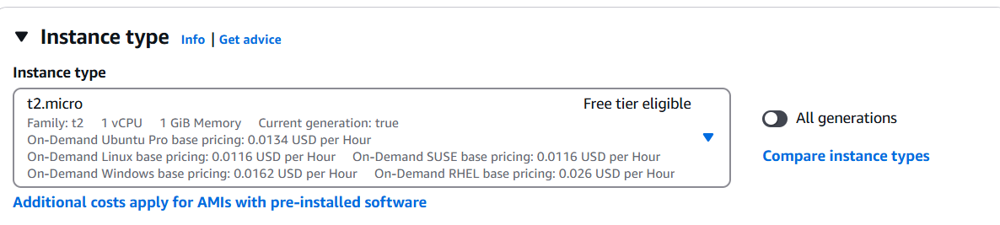 Instance type Info | Get advice
Instance type
t2.micro Free tier eligible
Family: t2 1 vCPU 1 GiB Memory Current generation: true
On-Demand Ubuntu Pro base pricing: 0.0134 USD per Hour
On-Demand Linux base pricing: 0.0116 USD per Hour On-Demand SUSE base pricing: 0.0116 USD per Hour
On-Demand Windows base pricing: 0.0162 USD per Hour On-Demand RHEL base pricing: 0.026 USD per Hour
All generations
Compare instance types
Additional costs apply for AMIs with pre-installed software